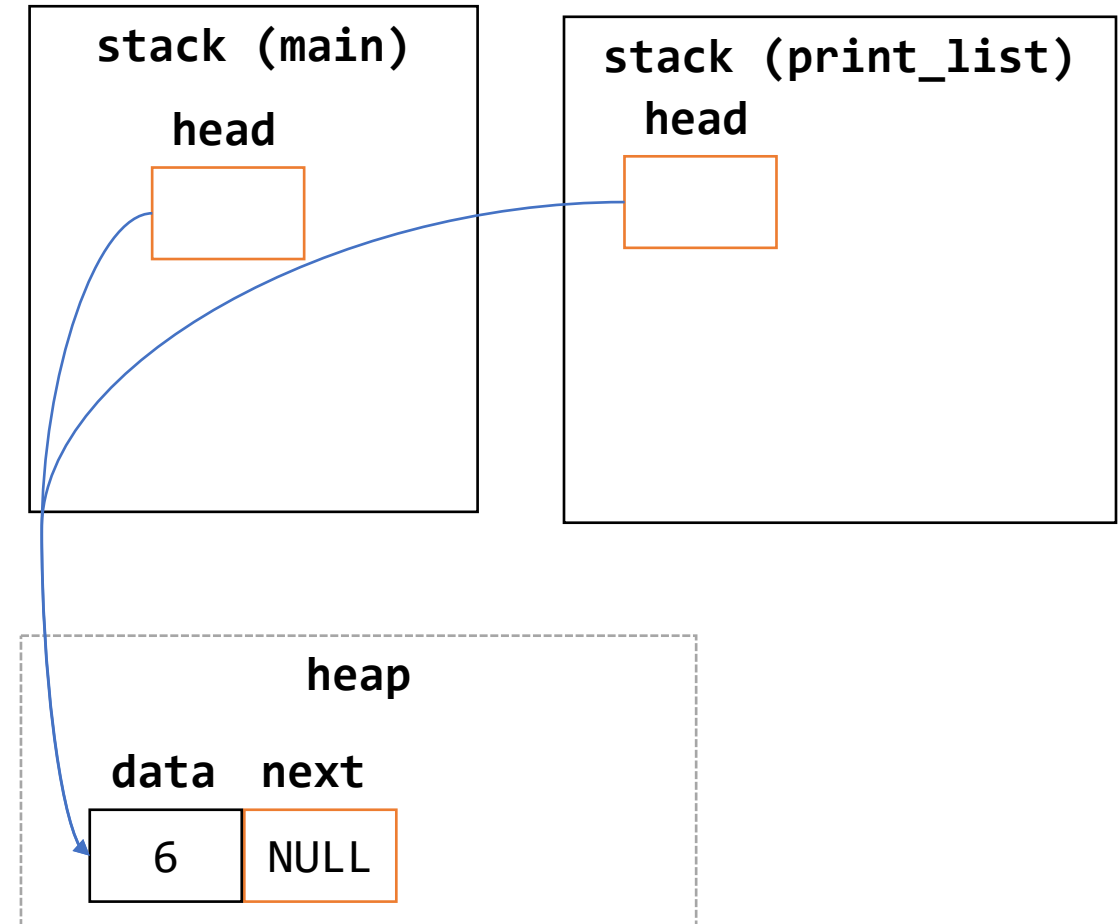 stack (main)
head
stack (print_list)
head
heap
data next
6 NULL